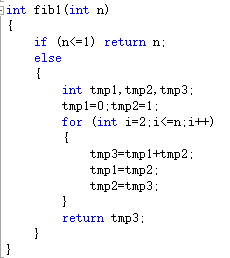 int fib1(int n)
{
    if (n<=1) return n;
    else
    {
        int tmp1,tmp2,tmp3;
        tmp1=0;tmp2=1;
        for (int i=2;i<=n;i++)
        {
            tmp3=tmp1+tmp2;
            tmp1=tmp2;
            tmp2=tmp3;
        }
        return tmp3;
    }
}